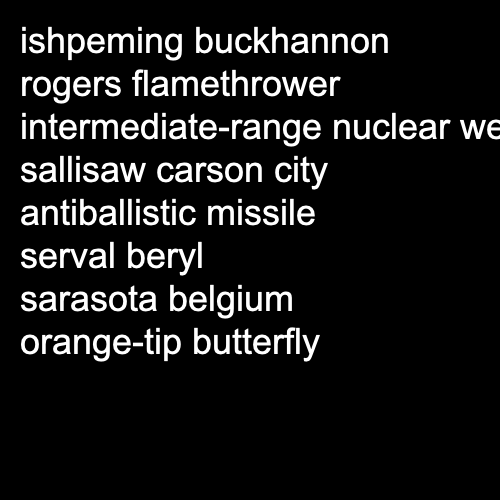 ishpeming buckhannon
rogers flamethrower
intermediate-range nuclear we
sallisaw carson city
antiballistic missile
serval beryl
sarasota belgium
orange-tip butterfly